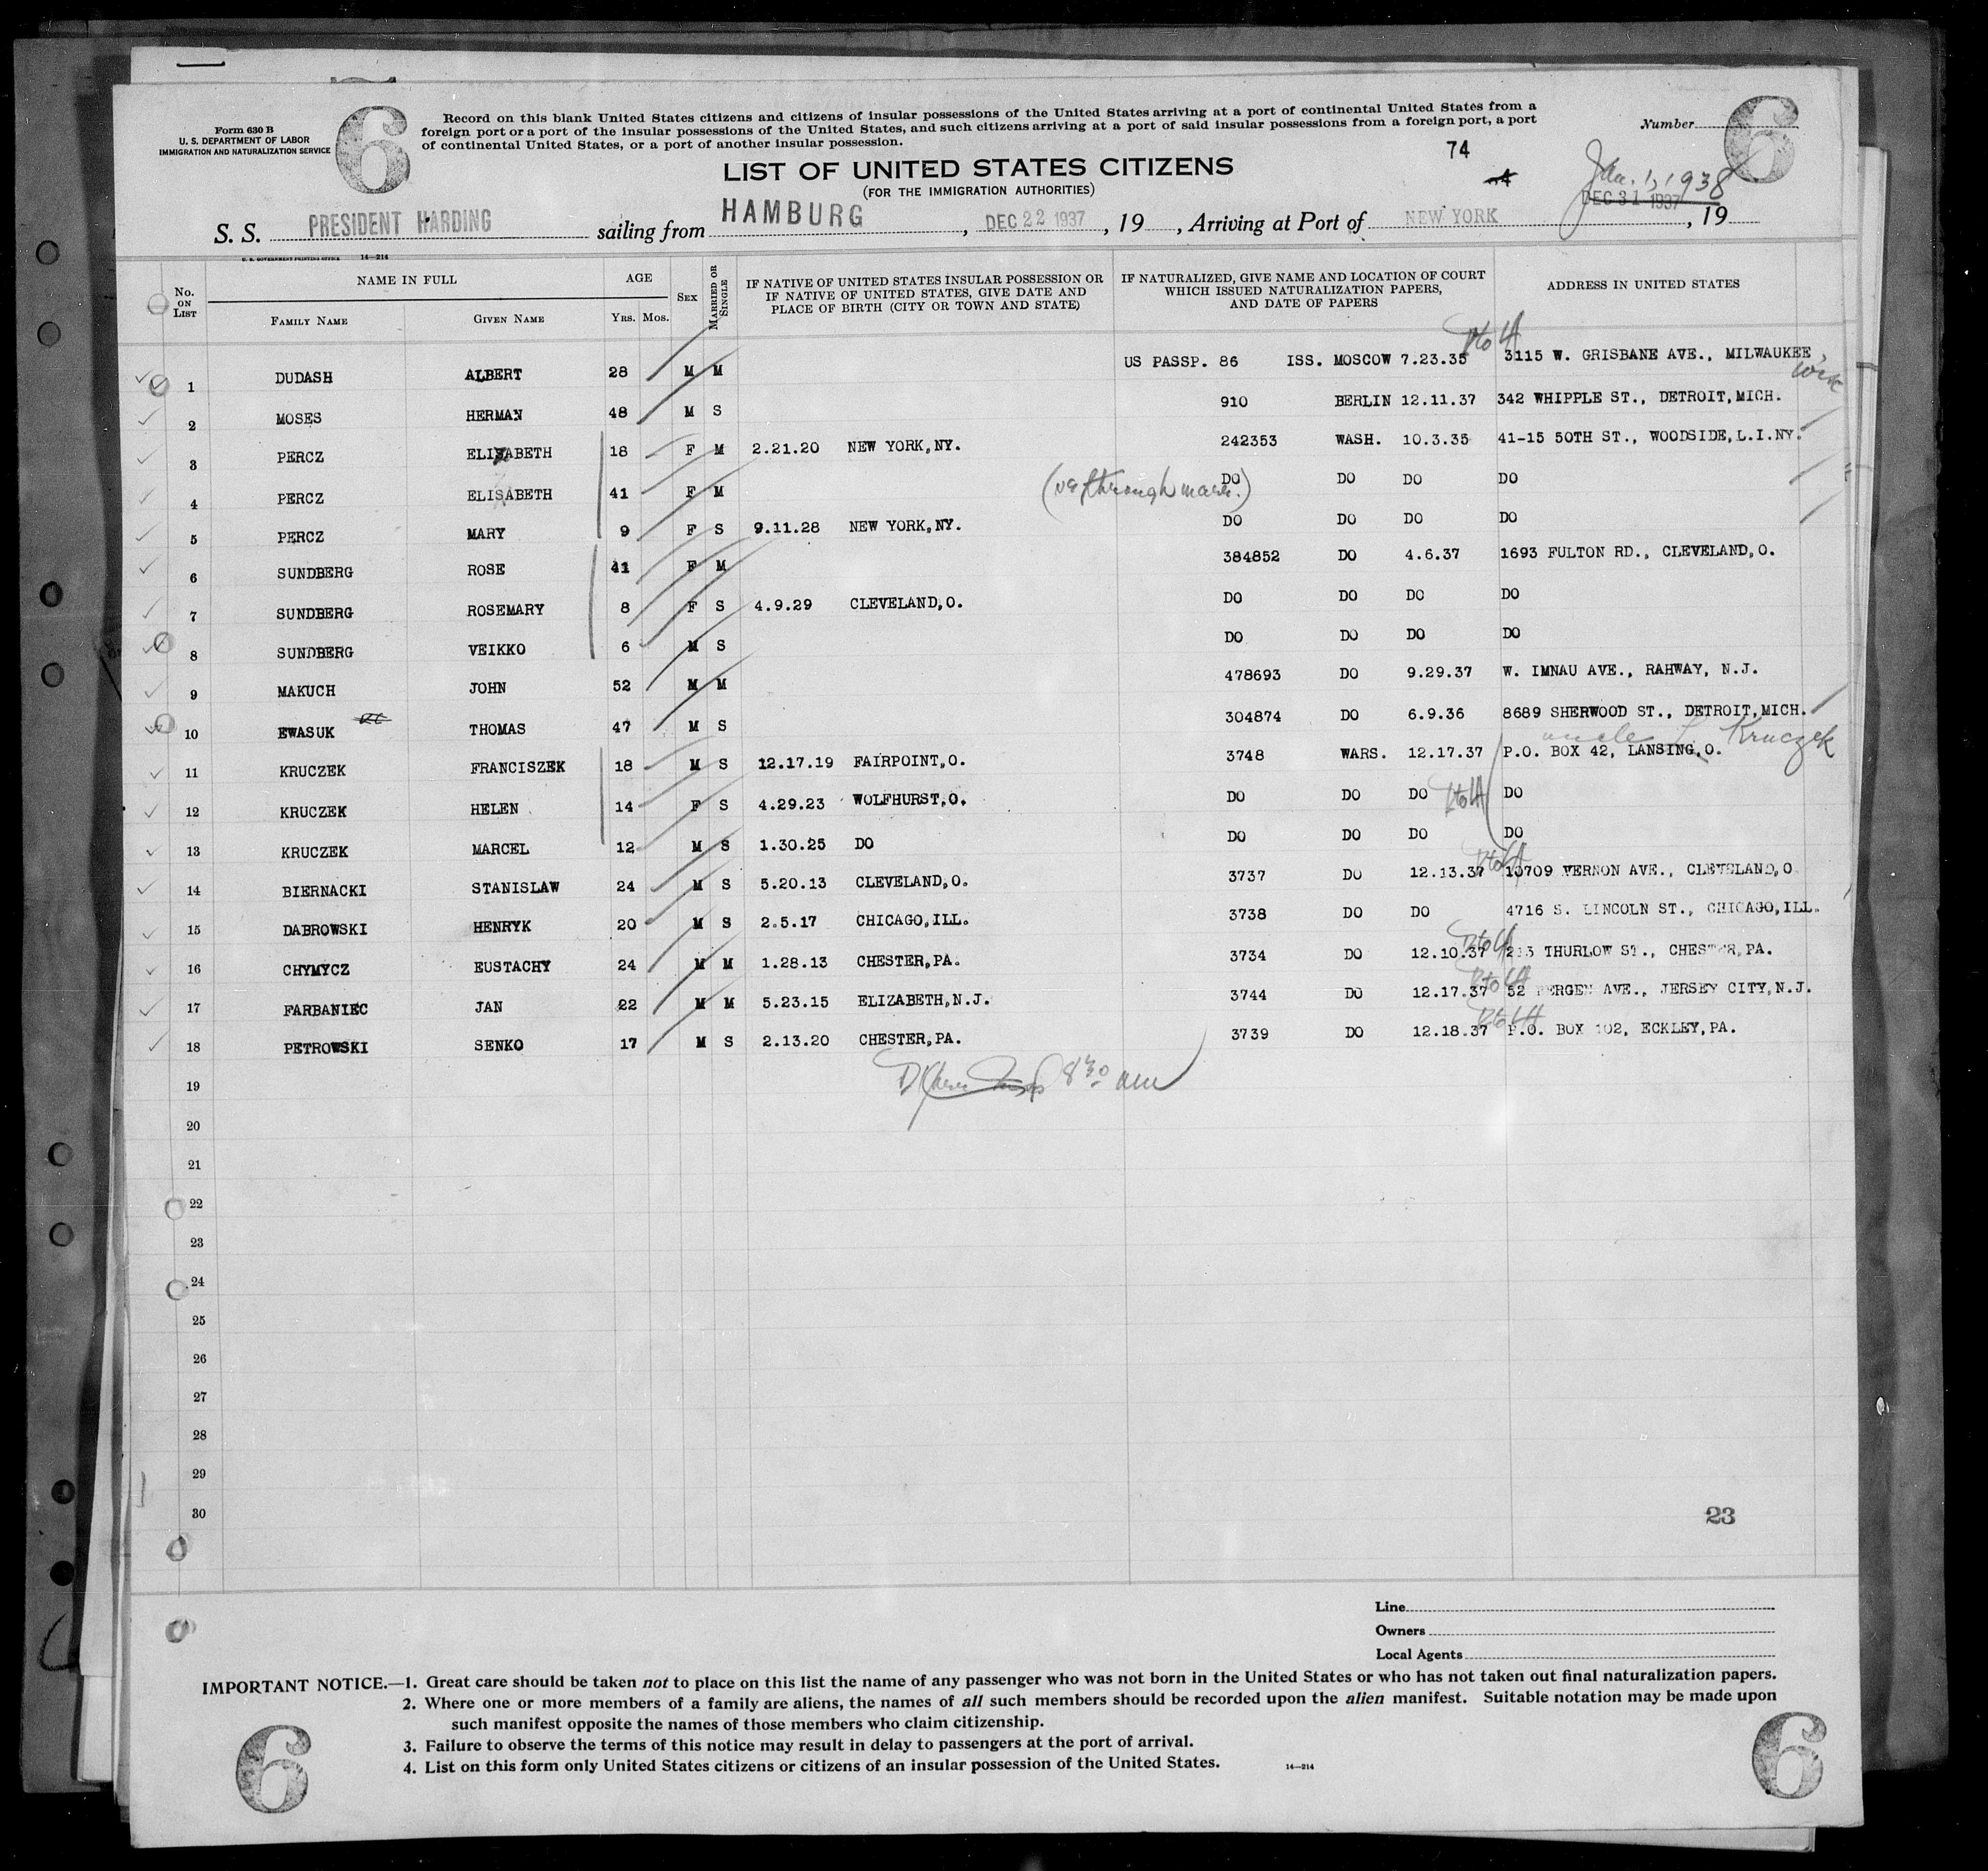 6
6
Form 630 B
U. S. DEPARTMENT OF LABOR
IMMIGRATION AND NATURALIZATION SERVICE
Record on this blank United States citizens and citizens of insular possessions of the United States arriving at a port of continental United States from a
foreign port or a port of the insular possessions of the United States, and such citizens arriving at a port of said insular possessions from a foreign port, a port
of continental United States, or a port of another insular possession.
Number
LIST OF UNITED STATES CITIZENS
(FOR THE IMMIGRATION AUTHORITIES)
74
Jan. 1, 1938
S. S. PRESIDENT HARDING sailing from HAMBURG, DEC 22 1937, 19 , Arriving at Port of NEW YORK DEC 31 1937, 19
U. S. GOVERNMENT PRINTING OFFICE 14—214
No. ON LIST
NAME IN FULL
FAMILY NAME GIVEN NAME
AGE
YRS. MOS.
SEX
MARRIED OR SINGLE
IF NATIVE OF UNITED STATES INSULAR POSSESSION OR
IF NATIVE OF UNITED STATES, GIVE DATE AND
PLACE OF BIRTH (CITY OR TOWN AND STATE)
IF NATURALIZED, GIVE NAME AND LOCATION OF COURT
WHICH ISSUED NATURALIZATION PAPERS,
AND DATE OF PAPERS
ADDRESS IN UNITED STATES
1 DUDASH ALBERT 28 M M US PASSP. 86 ISS. MOSCOW 7.23.35 3115 W. GRISBANE AVE., MILWAUKEE,
2 MOSES HERMAN 48 M S 910 BERLIN 12.11.37 342 WHIPPLE ST., DETROIT,MICH.
3 PERCZ ELISABETH 18 F M 2.21.20 NEW YORK,NY. 242353 WASH. 10.3.35 41-15 50TH ST., WOODSIDE,L.I.NY.
4 PERCZ ELISABETH 41 F M DO DO DO DO
5 PERCZ MARY 9 F S 9.11.28 NEW YORK,NY. DO DO DO DO
6 SUNDBERG ROSE 41 F M 384852 DO 4.6.37 1693 FULTON RD., CLEVELAND,O.
7 SUNDBERG ROSEMARY 8 F S 4.9.29 CLEVELAND,O. DO DO DO DO
8 SUNDBERG VEIKKO 6 M S DO DO DO DO
9 MAKUCH JOHN 52 M M 478693 DO 9.29.37 W. IMNAU AVE., RAHWAY, N.J.
10 EWASUK THOMAS 47 M S 304874 DO 6.9.36 8689 SHERWOOD ST., DETROIT,MICH.
uncle Kruczek
11 KRUCZEK FRANCISZEK 18 M S 12.17.19 FAIRPOINT,O. 3748 WARS. 12.17.37 P.O. BOX 42, LANSING,O.
12 KRUCZEK HELEN 14 F S 4.29.23 WOLFHURST,O. DO DO DO DO
13 KRUCZEK MARCEL 12 M S 1.30.25 DO DO DO DO DO
14 BIERNACKI STANISLAW 24 M S 5.20.13 CLEVELAND,O. 3737 DO 12.13.37 10709 VERNON AVE., CLEVELAND,O
15 DABROWSKI HENRYK 20 M S 2.5.17 CHICAGO,ILL. 3738 DO DO 4716 S. LINCOLN ST., CHICAGO,ILL.
16 CHYMYCZ EUSTACHY 24 M M 1.28.13 CHESTER,PA. 3734 DO 12.10.37 213 THURLOW ST., CHESTER,PA.
17 FARBANIEC JAN 22 M M 5.23.15 ELIZABETH,N.J. 3744 DO 12.17.37 52 BERGEN AVE., JERSEY CITY,N.J.
18 PETROWSKI SENKO 17 M S 2.13.20 CHESTER,PA. 3739 DO 12.18.37 P.O. BOX 102, ECKLEY,PA.
19 8 30 am
20
21
22
23
24
25
26
27
28
29
30
23
Line
Owners
Local Agents
IMPORTANT NOTICE.—1. Great care should be taken not to place on this list the name of any passenger who was not born in the United States or who has not taken out final naturalization papers.
2. Where one or more members of a family are aliens, the names of all such members should be recorded upon the alien manifest. Suitable notation may be made upon
such manifest opposite the names of those members who claim citizenship.
3. Failure to observe the terms of this notice may result in delay to passengers at the port of arrival.
4. List on this form only United States citizens or citizens of an insular possession of the United States. 14—214
6
6